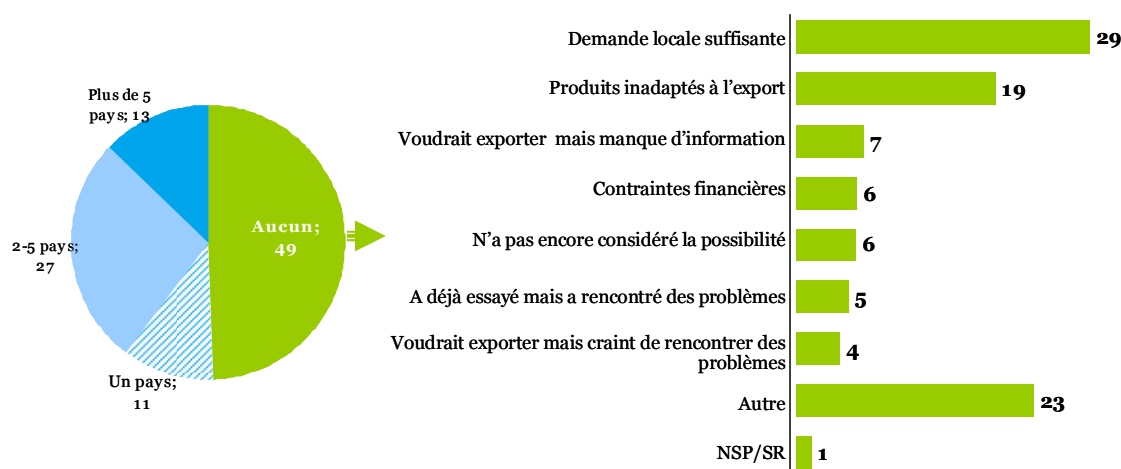 Plus de 5
pays; 13
Aucun;
49
2-5 pays;
27
Un pays;
11
Demande locale suffisante 29
Produits inadaptés à l’export 19
Voudrait exporter mais manque d’information 7
Contraintes financières 6
N’a pas encore considéré la possibilité 6
A déjà essayé mais a rencontré des problèmes 5
Voudrait exporter mais craint de rencontrer des
problèmes 4
Autre 23
NSP/SR 1